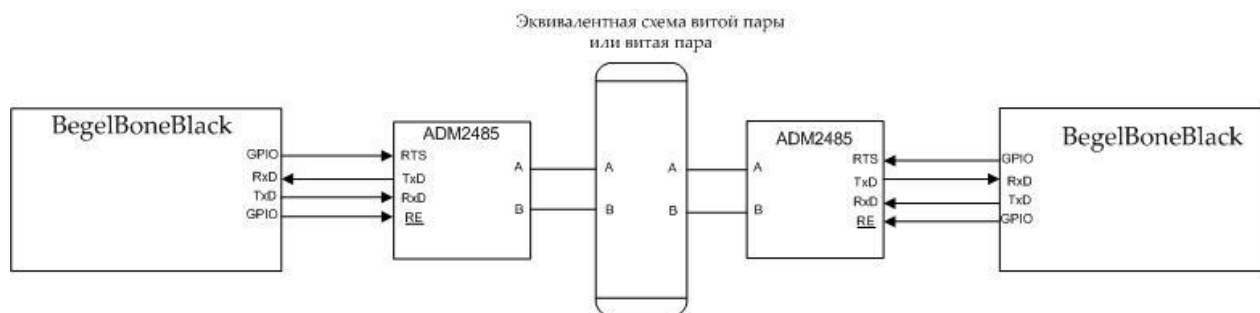 Эквивалентная схема витой пары
или витая пара
BegelBoneBlack
GPIO
RxD
TxD
GPIO
ADM2485
RTS
TxD
RxD
RE
A
B
A
B
A
B
ADM2485
A
B
RTS
TxD
RxD
RE
BegelBoneBlack
GPIO
RxD
TxD
GPIO